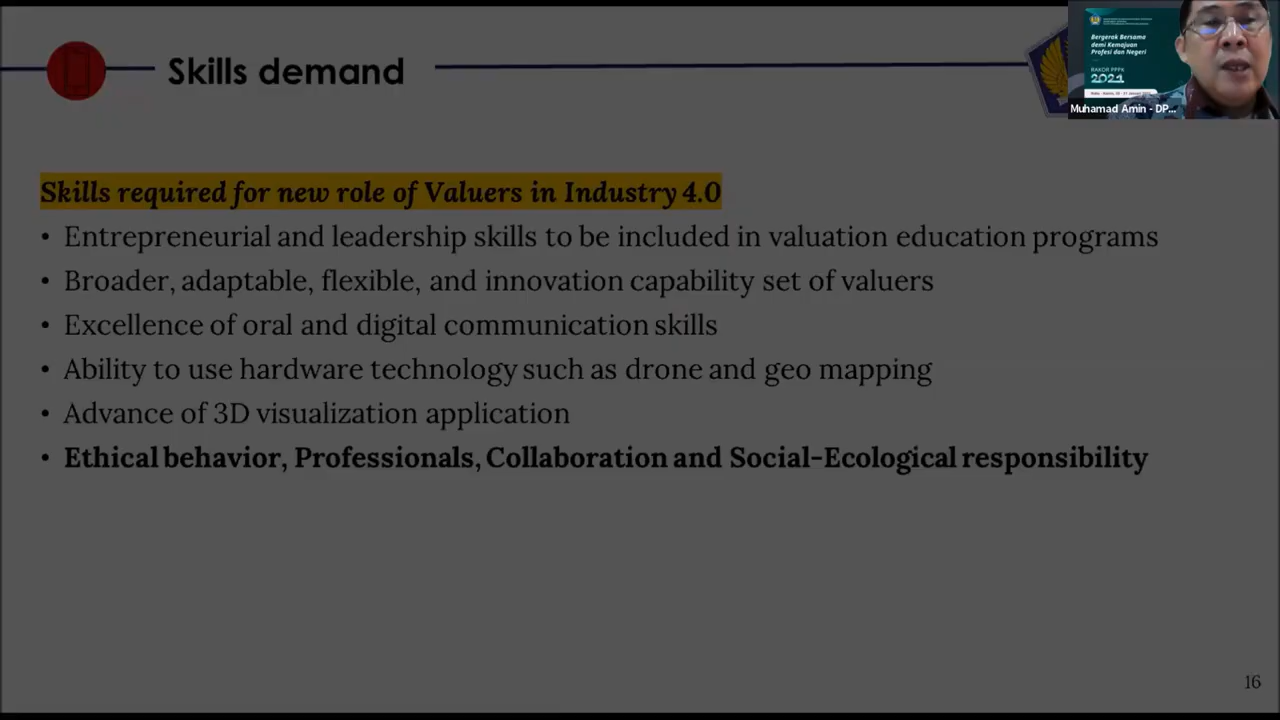 Skills demand
Bergerak Bersama
demi Kemajuan
Profesi dan Negeri
RAKOR PPPK
2021
Muhamad Amin - DP...
Skills required for new role of Valuers in Industry 4.0
• Entrepreneurial and leadership skills to be included in valuation education programs
• Broader, adaptable, flexible, and innovation capability set of valuers
• Excellence of oral and digital communication skills
• Ability to use hardware technology such as drone and geo mapping
• Advance of 3D visualization application
• Ethical behavior, Professionals, Collaboration and Social-Ecological responsibility
16